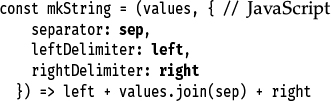 const mkString = (values, { // JavaScript
    separator: sep,
    leftDelimiter: left,
    rightDelimiter: right
  }) => left + values.join(sep) + right